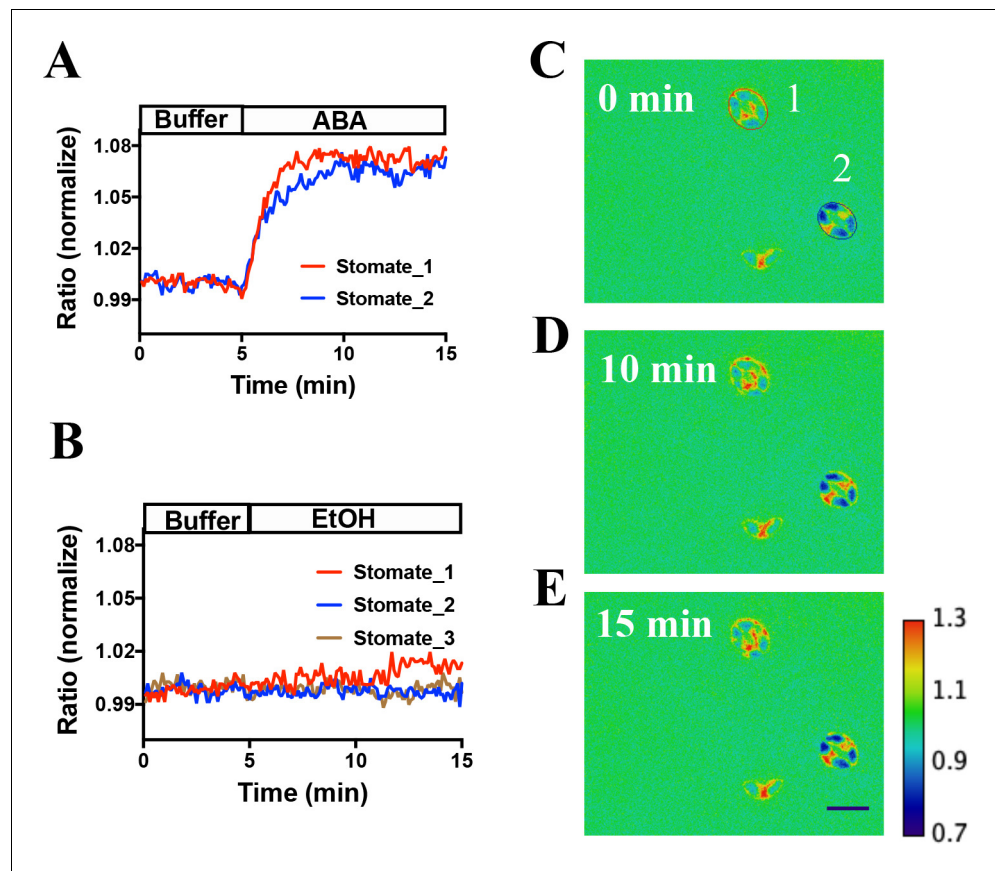 A
Buffer ABA
1.08
1.05
1.02
0.99
Ratio (normalize)
Stomate_1
Stomate_2
0 5 10 15
Time (min)
B
Buffer EtOH
1.08
1.05
1.02
0.99
Ratio (normalize)
Stomate_1
Stomate_2
Stomate_3
0 5 10 15
Time (min)
C
0 min
1
2
D
10 min
E
15 min
1.3
1.1
0.9
0.7